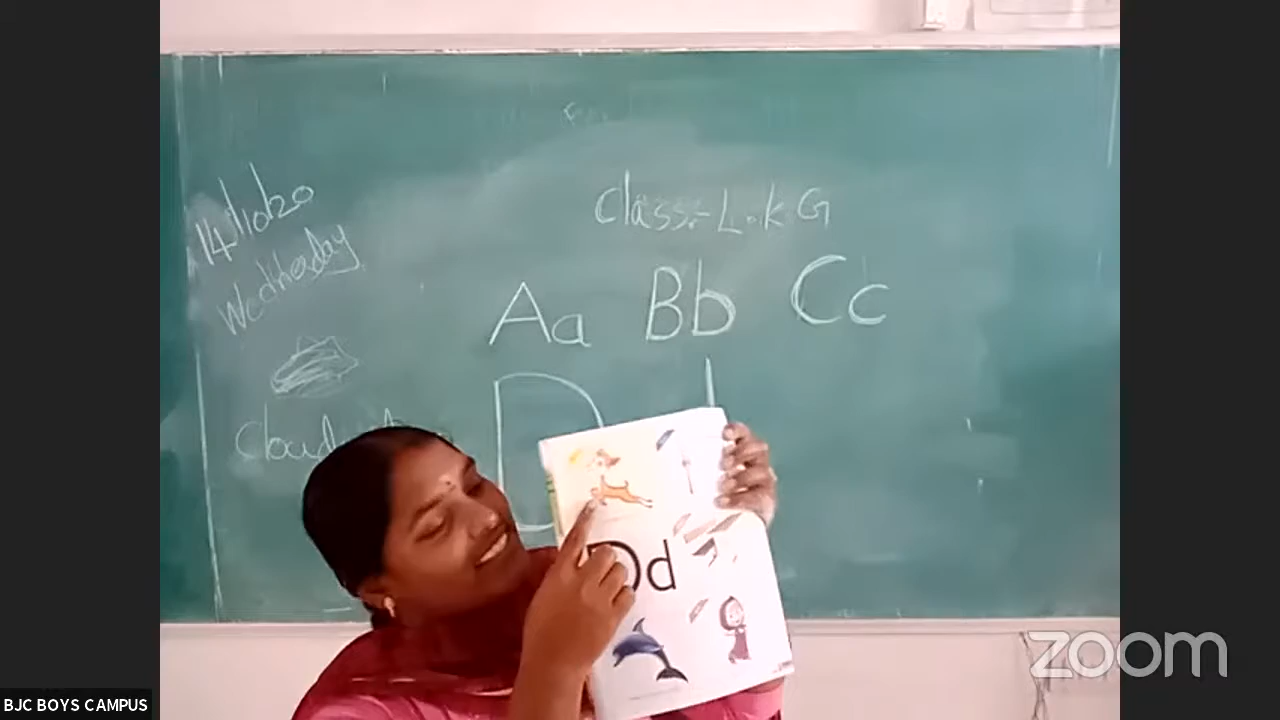 14/10/20
Wednesday
Class:- L.K G
Aa Bb Cc
D d
Dd
zoom
BJC BOYS CAMPUS